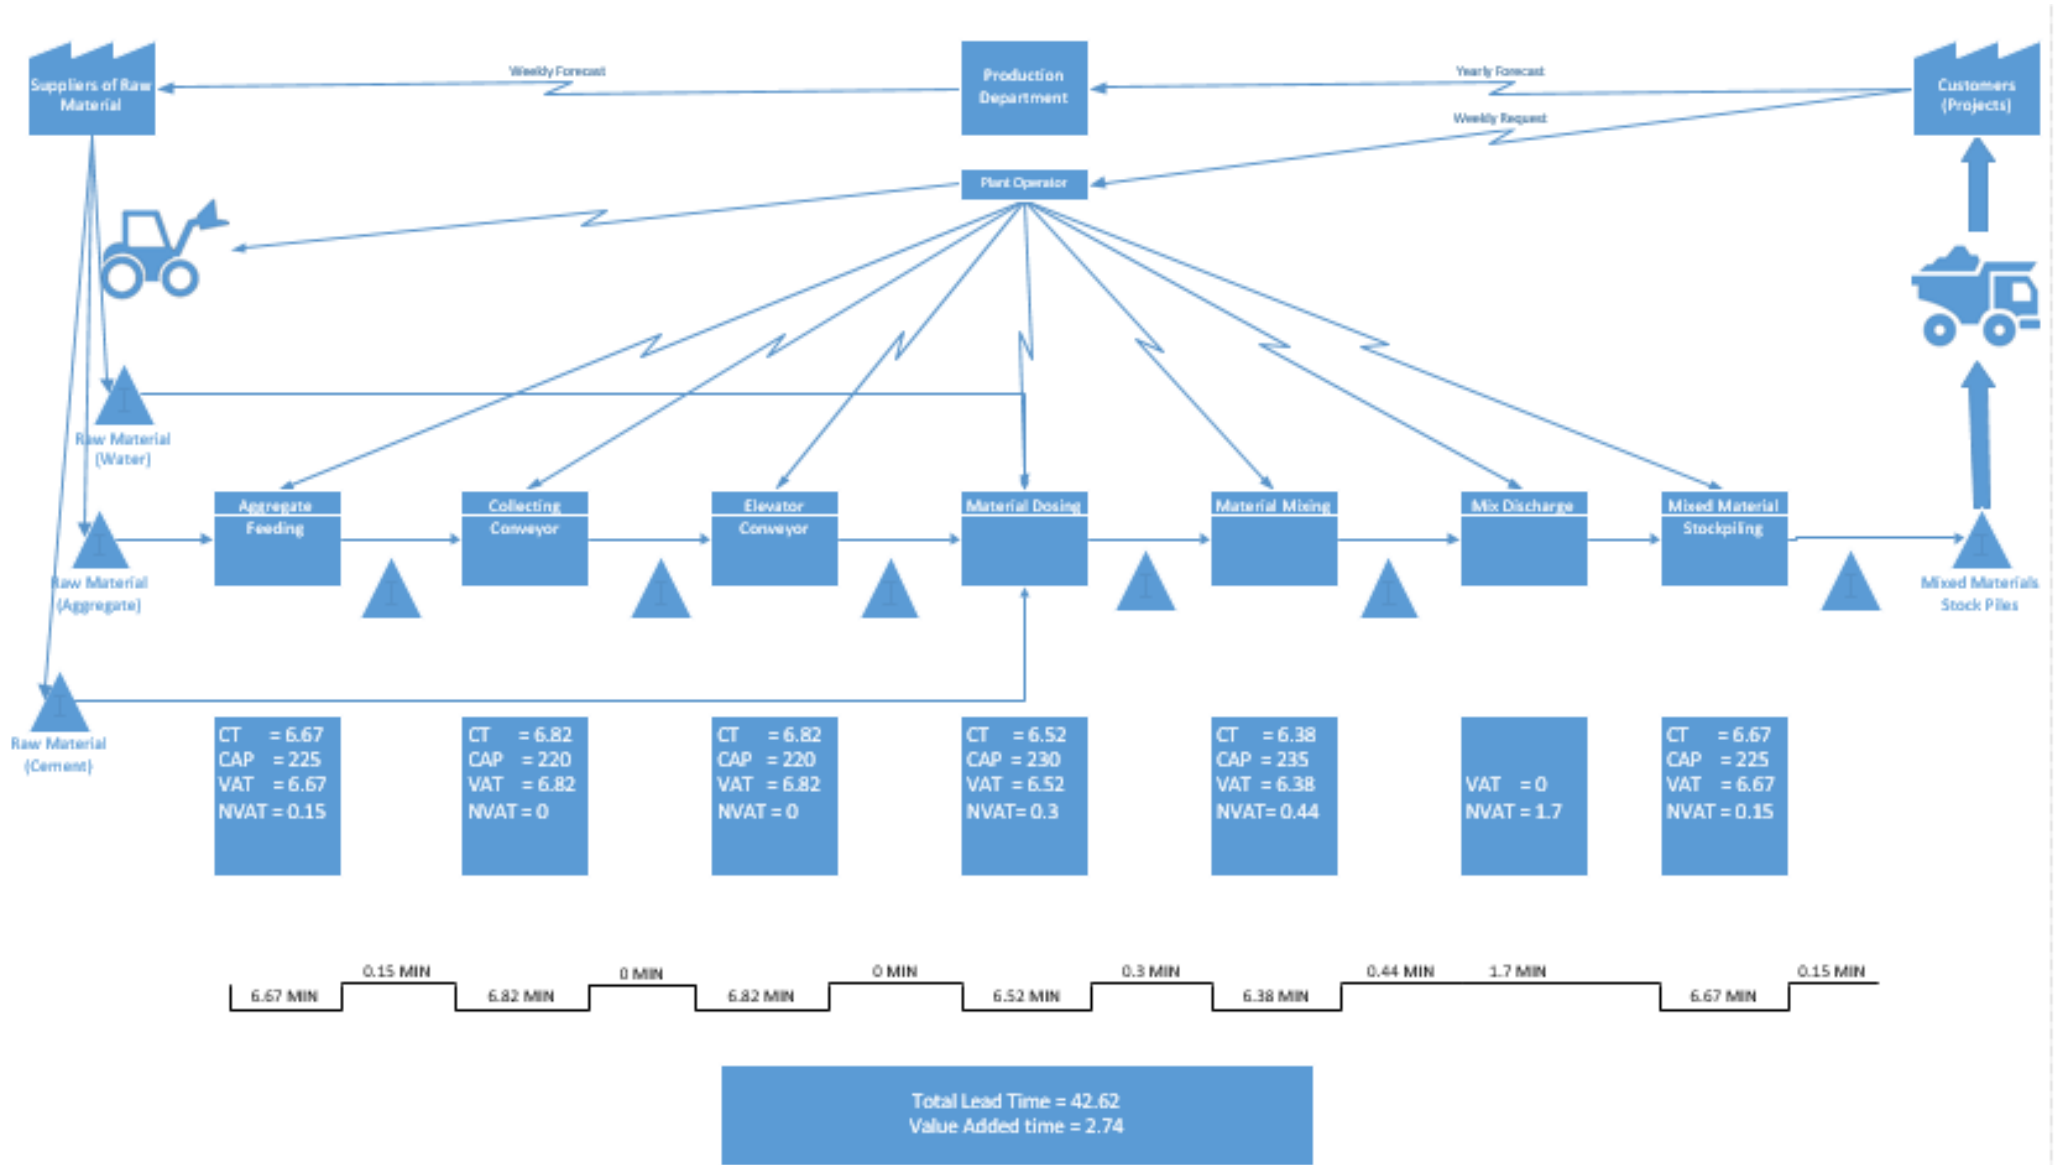 Suppliers of Raw
Material
Weekly Forecast
Production
Department
Yearly Forecast
Customers
(Projects)
Weekly Request
Plant Operator
Raw Material
(Water)
Aggregate
Feeding
Collecting
Conveyor
Elevator
Conveyor
Material Dosing
Material Mixing
Mix Discharge
Mixed Material
Stockpiling
Raw Material
(Aggregate)
Mixed Materials
Stock Piles
Raw Material
(Cement)
CT = 6.67
CAP = 225
VAT = 6.67
NVAT = 0.15
CT = 6.82
CAP = 220
VAT = 6.82
NVAT = 0
CT = 6.82
CAP = 220
VAT = 6.82
NVAT = 0
CT = 6.52
CAP = 230
VAT = 6.52
NVAT= 0.3
CT = 6.38
CAP = 235
VAT = 6.38
NVAT= 0.44
VAT = 0
NVAT = 1.7
CT = 6.67
CAP = 225
VAT = 6.67
NVAT = 0.15
0.15 MIN
0 MIN
0 MIN
0.3 MIN
0.44 MIN
1.7 MIN
0.15 MIN
6.67 MIN
6.82 MIN
6.82 MIN
6.52 MIN
6.38 MIN
6.67 MIN
Total Lead Time = 42.62
Value Added time = 2.74